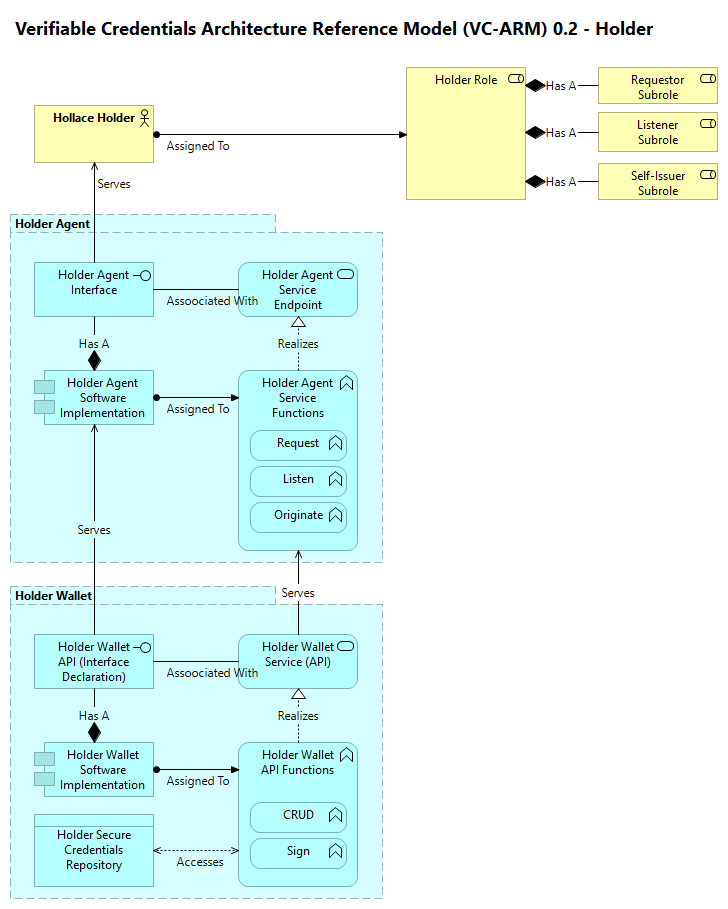 Verifiable Credentials Architecture Reference Model (VC-ARM) 0.2 - Holder
Hollace Holder
Assigned To
Holder Role
Has A
Requestor
Subrole
Has A
Listener
Subrole
Has A
Self-Issuer
Subrole
Serves
Holder Agent
Holder Agent
Interface
Assoociated With
Holder Agent
Service
Endpoint
Has A
Realizes
Holder Agent
Software
Implementation
Assigned To
Holder Agent
Service
Functions
Request
Listen
Originate
Serves
Serves
Holder Wallet
Holder Wallet
API (Interface
Declaration)
Assoociated With
Holder Wallet
Service (API)
Has A
Realizes
Holder Wallet
Software
Implementation
Assigned To
Holder Wallet
API Functions
CRUD
Sign
Holder Secure
Credentials
Repository
Accesses